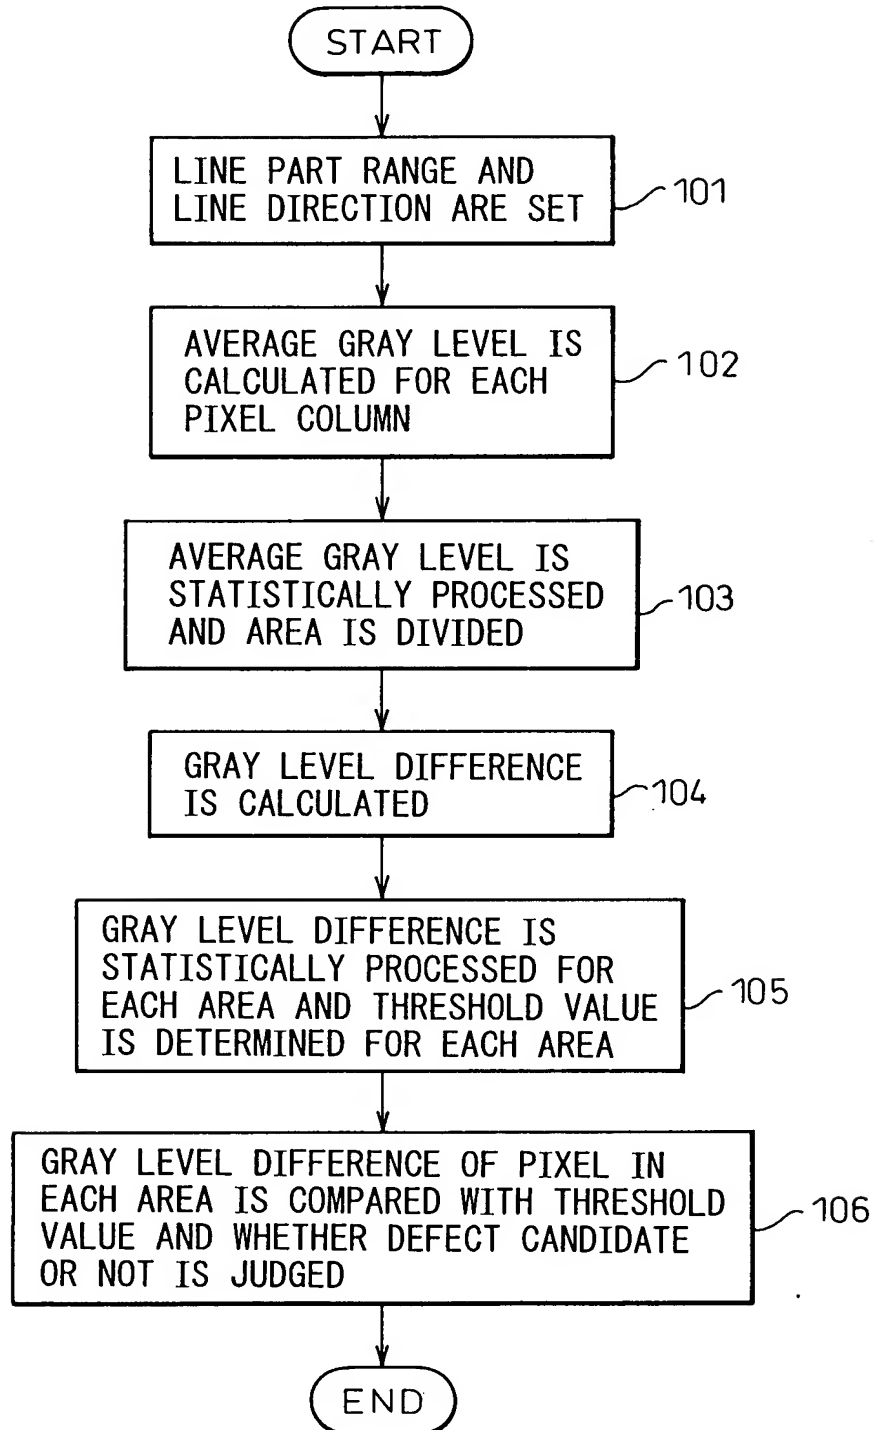 START
LINE PART RANGE AND
LINE DIRECTION ARE SET
101
AVERAGE GRAY LEVEL IS
CALCULATED FOR EACH
PIXEL COLUMN
102
AVERAGE GRAY LEVEL IS
STATISTICALLY PROCESSED
AND AREA IS DIVIDED
103
GRAY LEVEL DIFFERENCE
IS CALCULATED
104
GRAY LEVEL DIFFERENCE IS
STATISTICALLY PROCESSED FOR
EACH AREA AND THRESHOLD VALUE
IS DETERMINED FOR EACH AREA
105
GRAY LEVEL DIFFERENCE OF PIXEL IN
EACH AREA IS COMPARED WITH THRESHOLD
VALUE AND WHETHER DEFECT CANDIDATE
OR NOT IS JUDGED
106
END